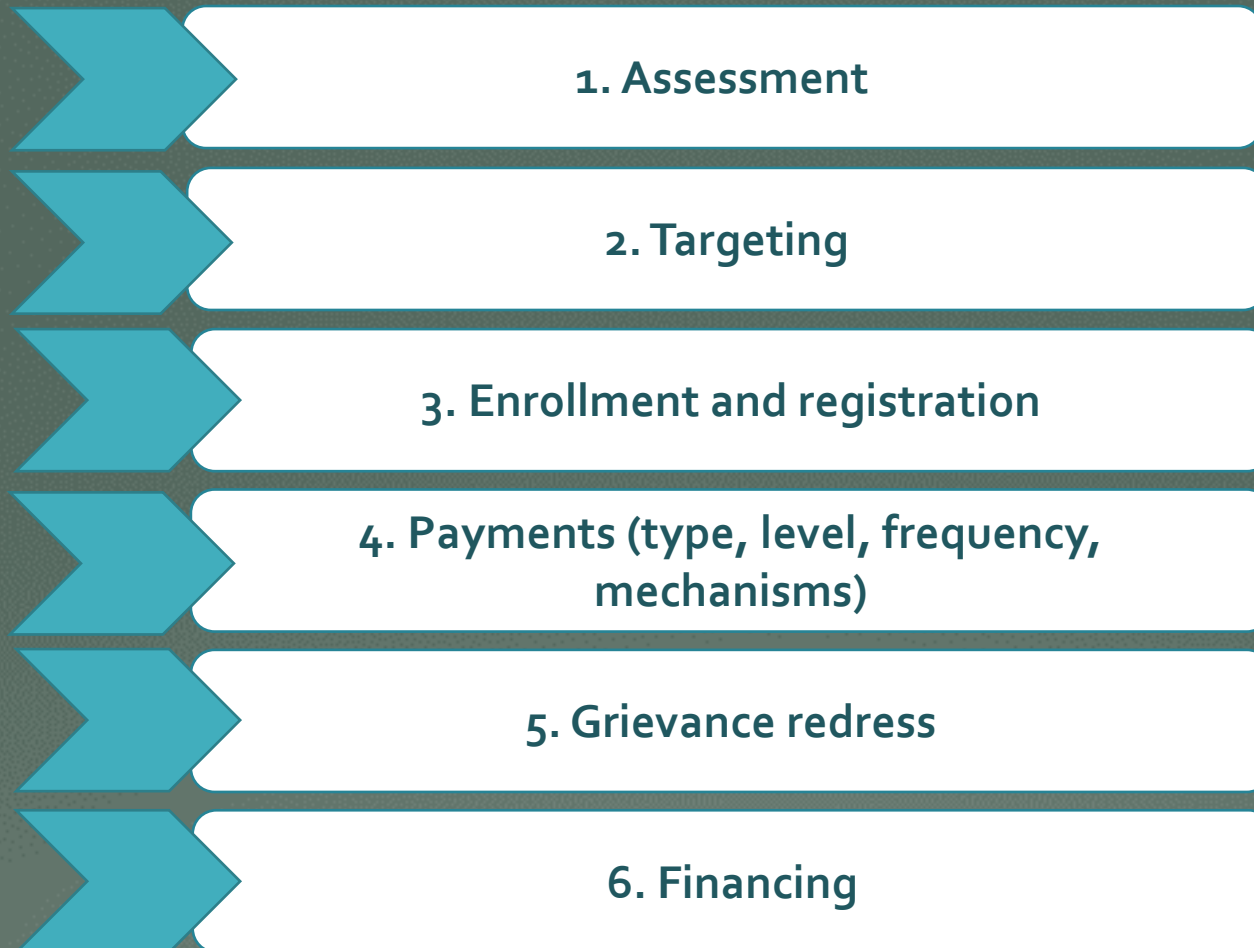 1. Assessment
2. Targeting
3. Enrollment and registration
4. Payments (type, level, frequency,
mechanisms)
5. Grievance redress
6. Financing